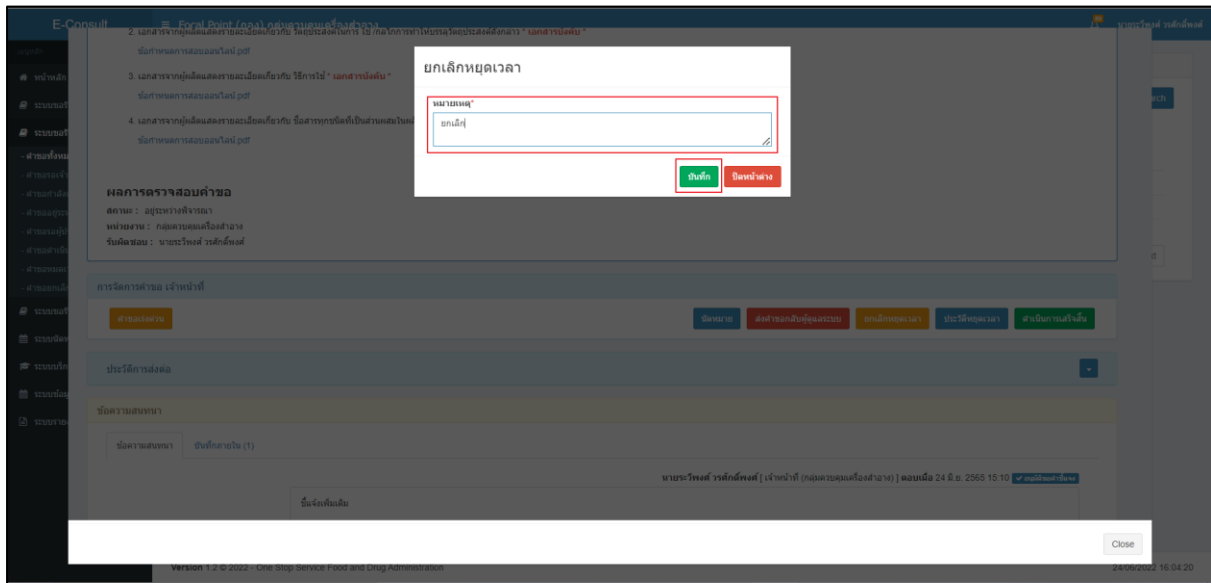 E-Consult
Focal Point (กอง) กลุ่มควบคุมเครื่องสำอาง
นายระวีพงศ์ วรศักดิ์พงศ์
เมนูหลัก
หน้าหลัก
2. เอกสารจากผู้ผลิตแสดงรายละเอียดเกี่ยวกับ วัตถุประสงค์ในการ ใช้ /กลไกการทำให้บรรลุวัตถุประสงค์ดังกล่าว * เอกสารบังคับ *
ข้อกำหนดการสอบออนไลน์.pdf
3. เอกสารจากผู้ผลิตแสดงรายละเอียดเกี่ยวกับ วิธีการใช้ * เอกสารบังคับ *
ข้อกำหนดการสอบออนไลน์.pdf
4. เอกสารจากผู้ผลิตแสดงรายละเอียดเกี่ยวกับ ชื่อสารทุกชนิดที่เป็นส่วนผสมในผลิ
ข้อกำหนดการสอบออนไลน์.pdf
ยกเลิกหยุดเวลา
หมายเหตุ*
ยกเลิก
บันทึก
ปิดหน้าต่าง
ผลการตรวจสอบคำขอ
สถานะ : อยู่ระหว่างพิจารณา
หน่วยงาน : กลุ่มควบคุมเครื่องสำอาง
รับผิดชอบ : นายระวีพงศ์ วรศักดิ์พงศ์
การจัดการคำขอ เจ้าหน้าที่
คำขอเร่งด่วน
นัดหมาย
ส่งคำขอกลับผู้ดูแลระบบ
ยกเลิกหยุดเวลา
ประวัติหยุดเวลา
ดำเนินการเสร็จสิ้น
ประวัติการส่งต่อ
ข้อความสนทนา
ข้อความสนทนา
บันทึกภายใน (1)
นายระวีพงศ์ วรศักดิ์พงศ์ [ เจ้าหน้าที่ (กลุ่มควบคุมเครื่องสำอาง) ] ตอบเมื่อ 24 มิ.ย. 2565 15:10
ชี้แจ้งเพิ่มเติม
Close
Version 1.2 © 2022 - One Stop Service Food and Drug Administration
24/06/2022 16.04.20